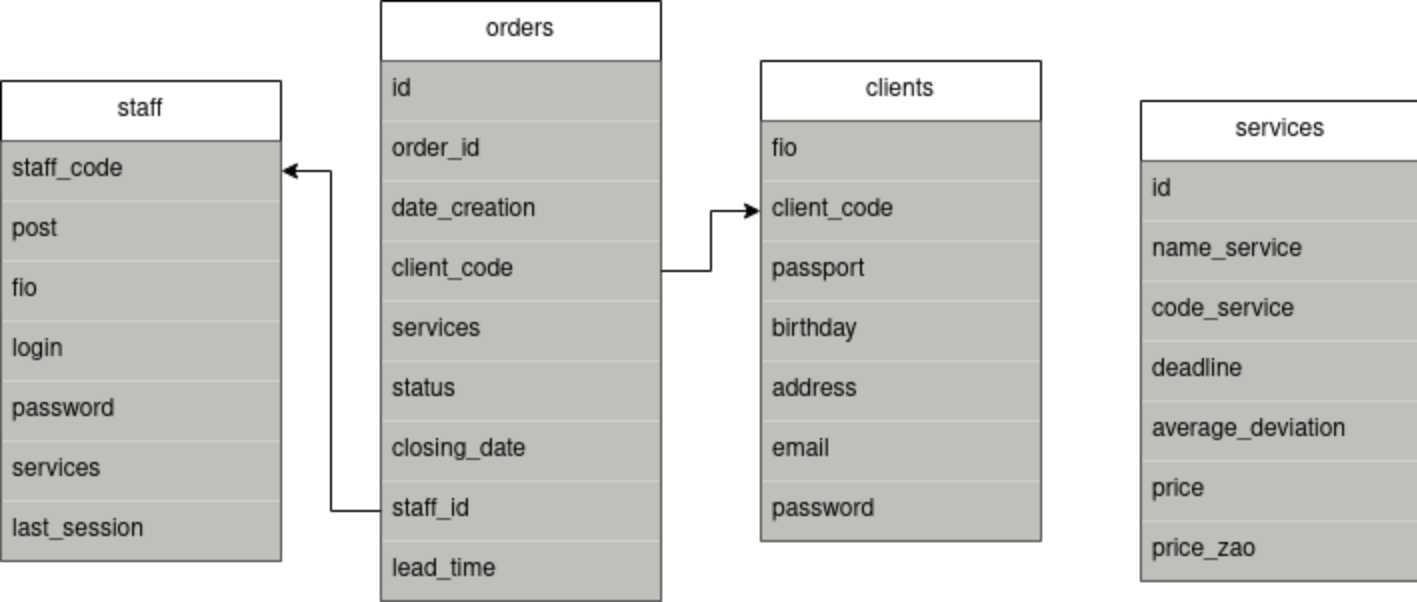 staff
staff_code
post
fio
login
password
services
last_session
orders
id
order_id
date_creation
client_code
services
status
closing_date
staff_id
lead_time
clients
fio
client_code
passport
birthday
address
email
password
services
id
name_service
code_service
deadline
average_deviation
price
price_zao